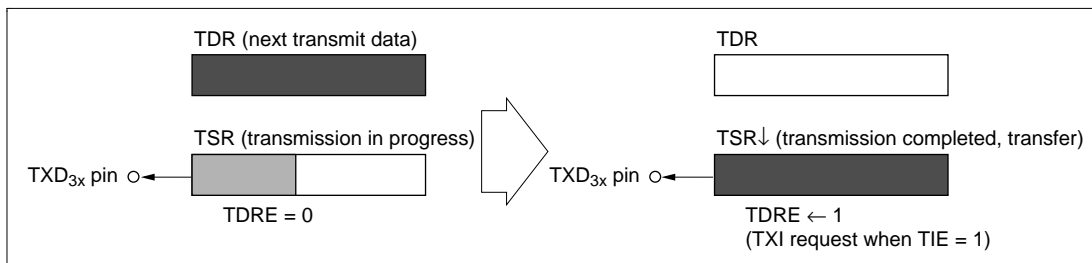 TDR (next transmit data)
TSR (transmission in progress)
TXD3x pin
TDRE = 0
TDR
TSR↓ (transmission completed, transfer)
TXD3x pin
TDRE ← 1
(TXI request when TIE = 1)